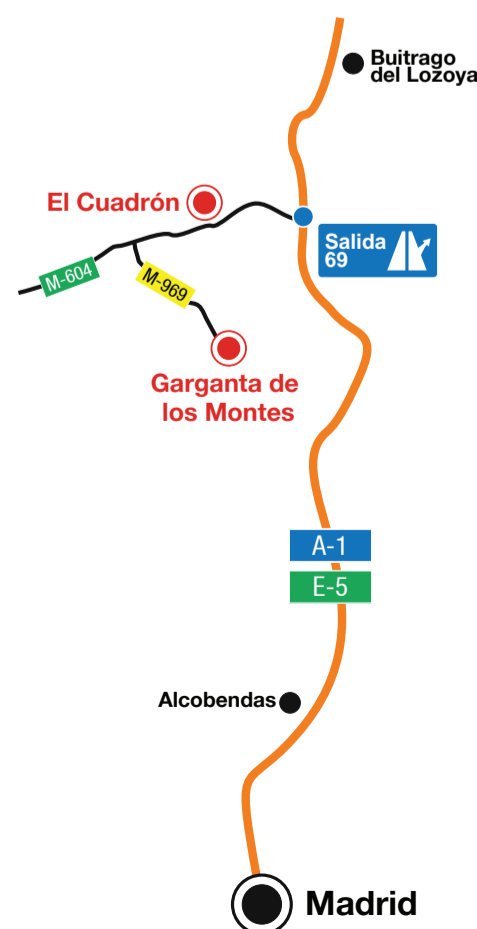 Buitrago
del Lozoya
El Cuadrón
Salida
69
M-604
M-969
Garganta de
los Montes
A-1
E-5
Alcobendas
Madrid